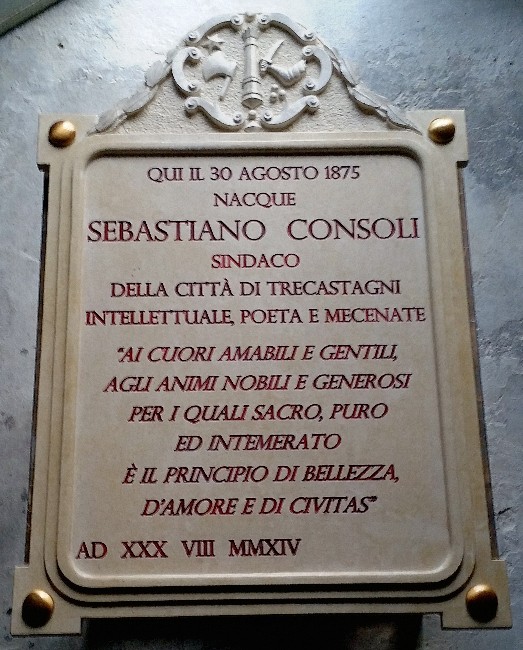 QUI IL 30 AGOSTO 1875
NACQUE
SEBASTIANO CONSOLI
SINDACO
DELLA CITTÀ DI TRECASTAGNI
INTELLETTUALE, POETA E MECENATE
"AI CUORI AMABILI E GENTILI,
AGLI ANIMI NOBILI E GENEROSI
PER I QUALI SACRO, PURO
ED INTEMERATO
È IL PRINCIPIO DI BELLEZZA,
D'AMORE E DI CIVITAS"
AD XXX VIII MMXIV